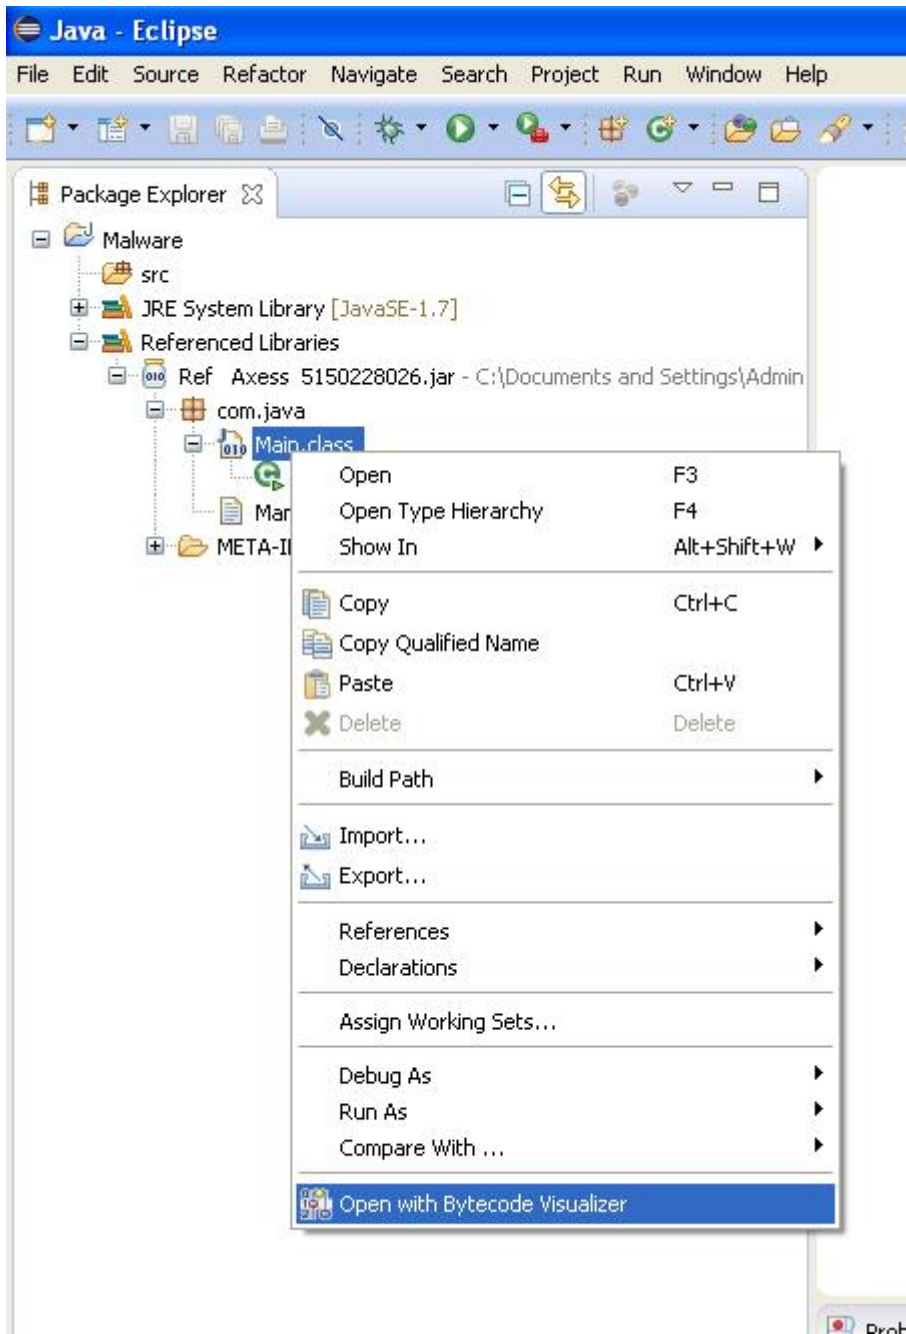 Java - Eclipse
File Edit Source Refactor Navigate Search Project Run Window Help
Package Explorer
Malware
src
JRE System Library [JavaSE-1.7]
Referenced Libraries
Ref Axess 5150228026.jar - C:\Documents and Settings\Admin
com.java
Main.class
Mar
META-I
Open F3
Open Type Hierarchy F4
Show In Alt+Shift+W
Copy Ctrl+C
Copy Qualified Name
Paste Ctrl+V
Delete Delete
Build Path
Import...
Export...
References
Declarations
Assign Working Sets...
Debug As
Run As
Compare With ...
Open with Bytecode Visualizer